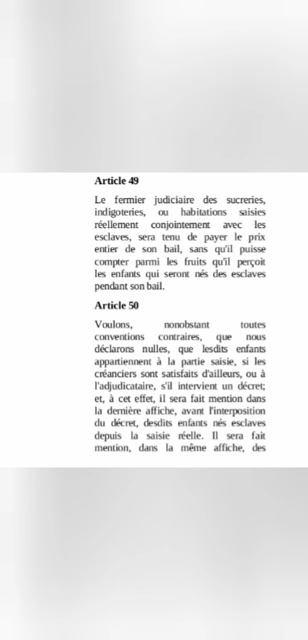 Article 49
Le fermier judiciaire des sucreries,
indigoteries, ou habitations saisies
réellement conjointement avec les
esclaves, sera tenu de payer le prix
entier de son bail, sans qu'il puisse
compter parmi les fruits qu'il perçoit
les enfants qui seront nés des esclaves
pendant son bail.
Article 50
Voulons, nonobstant toutes
conventions contraires, que nous
déclarons nulles, que lesdits enfants
appartiennent à la partie saisie, si les
créanciers sont satisfaits d'ailleurs, ou à
l'adjudicataire, s'il intervient un décret;
et, à cet effet, il sera fait mention dans
la dernière affiche, avant l'interposition
du décret, desdits enfants nés esclaves
depuis la saisie réelle. Il sera fait
mention, dans la même affiche, des